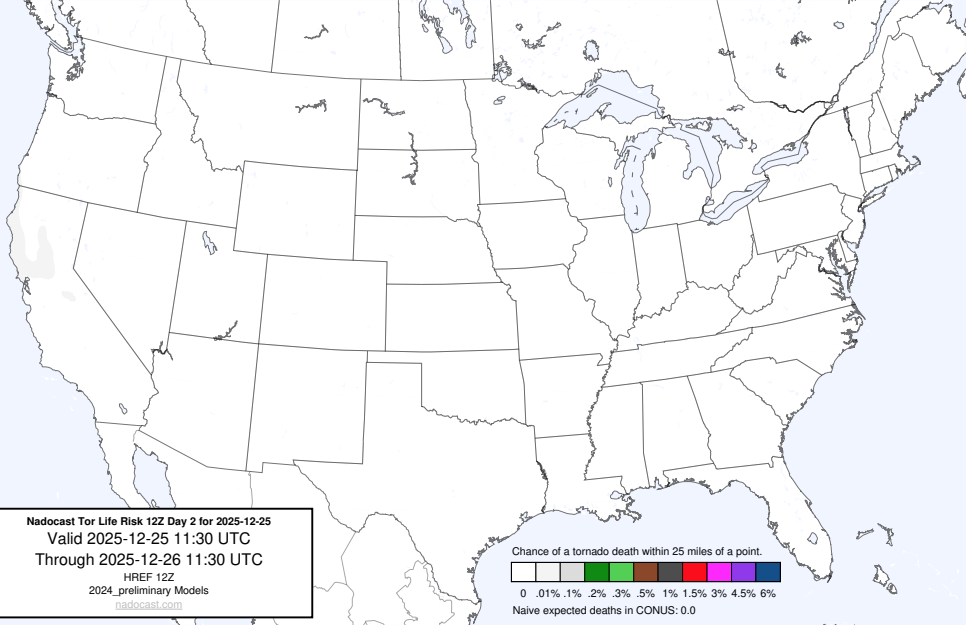 Nadocast Tor Life Risk 12Z Day 2 for 2025-12-25
Valid 2025-12-25 11:30 UTC
Through 2025-12-26 11:30 UTC
HREF 12Z
2024_preliminary Models
nadocast.com
Chance of a tornado death within 25 miles of a point.
0 .01% .1% .2% .3% .5% 1% 1.5% 3% 4.5% 6%
Naive expected deaths in CONUS: 0.0